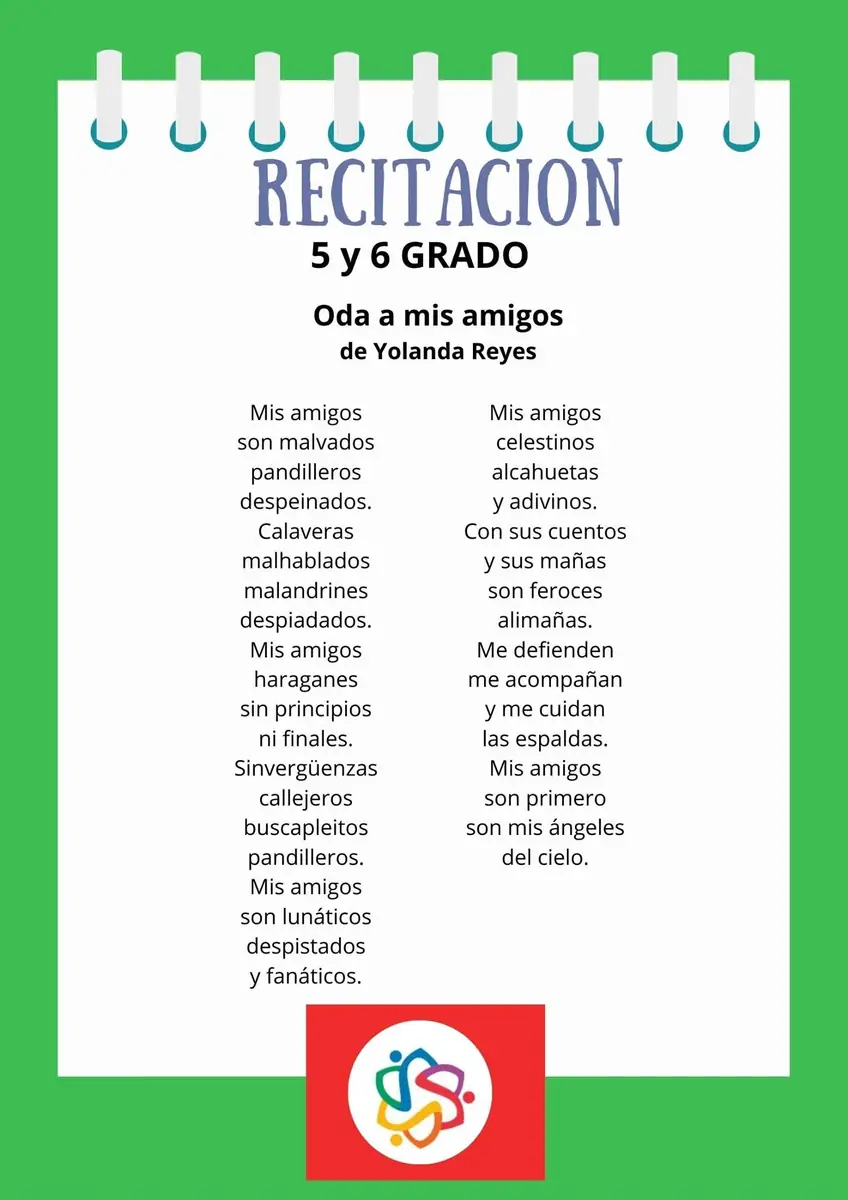 RECITACION
5 y 6 GRADO
Oda a mis amigos
de Yolanda Reyes
Mis amigos
son malvados
pandilleros
despeinados.
Calaveras
malhablados
malandrines
despiadados.
Mis amigos
haraganes
sin principios
ni finales.
Sinvergüenzas
callejeros
buscapleitos
pandilleros.
Mis amigos
son lunáticos
despistados
y fanáticos.
Mis amigos
celestinos
alcahuetas
y adivinos.
Con sus cuentos
y sus mañas
son feroces
alimañas.
Me defienden
me acompañan
y me cuidan
las espaldas.
Mis amigos
son primero
son mis ángeles
del cielo.